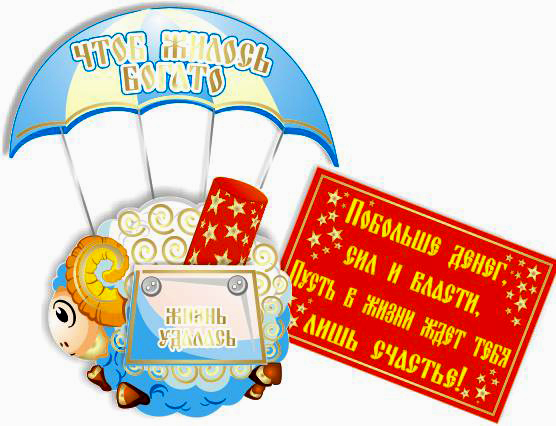 ЧТОБ ЖИЛОСЬ
БОГАТО
ЖИЗНЬ
УДАЛАСЬ
Побольше денег,
сил и власти,
Пусть в жизни ждет тебя
лишь счастье!